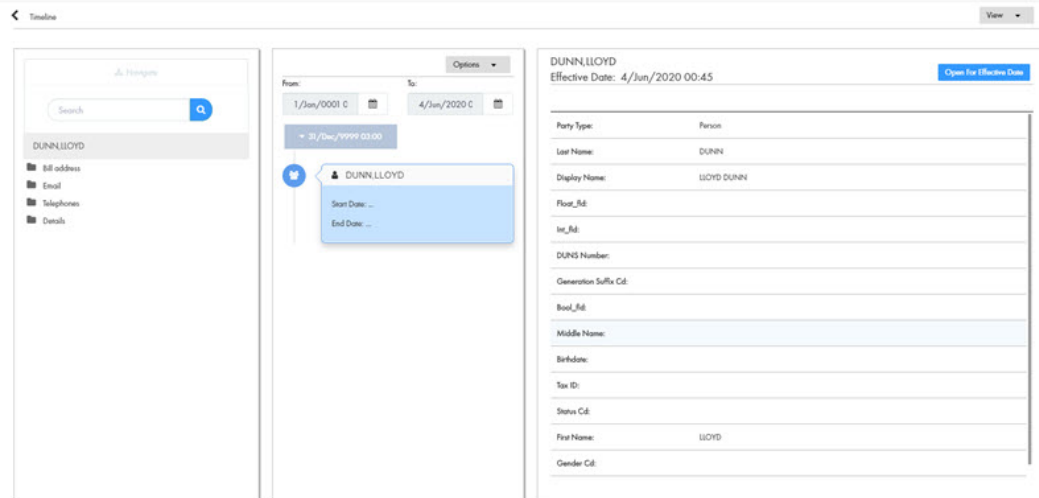 Timeline
View
Navigate
Search
DUNN,LLOYD
Bill address
Email
Telephones
Details
Options
From:
To:
1/Jan/0001 0
4/Jun/2020 0
31/Dec/9999 03:00
DUNN,LLOYD
Start Date: ...
End Date: ...
DUNN,LLOYD
Effective Date: 4/Jun/2020 00:45
Open For Effective Date
Party Type: Person
Last Name: DUNN
Display Name: LLOYD DUNN
Float_fld:
Int_fld:
DUNS Number:
Generation Suffix Cd:
Bool_fld:
Middle Name:
Birthdate:
Tax ID:
Status Cd:
First Name: LLOYD
Gender Cd: